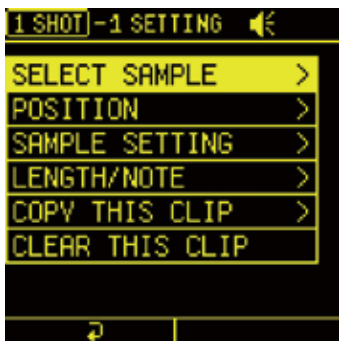 1 SHOT-1 SETTING
SELECT SAMPLE >
POSITION >
SAMPLE SETTING >
LENGTH/NOTE >
COPY THIS CLIP >
CLEAR THIS CLIP